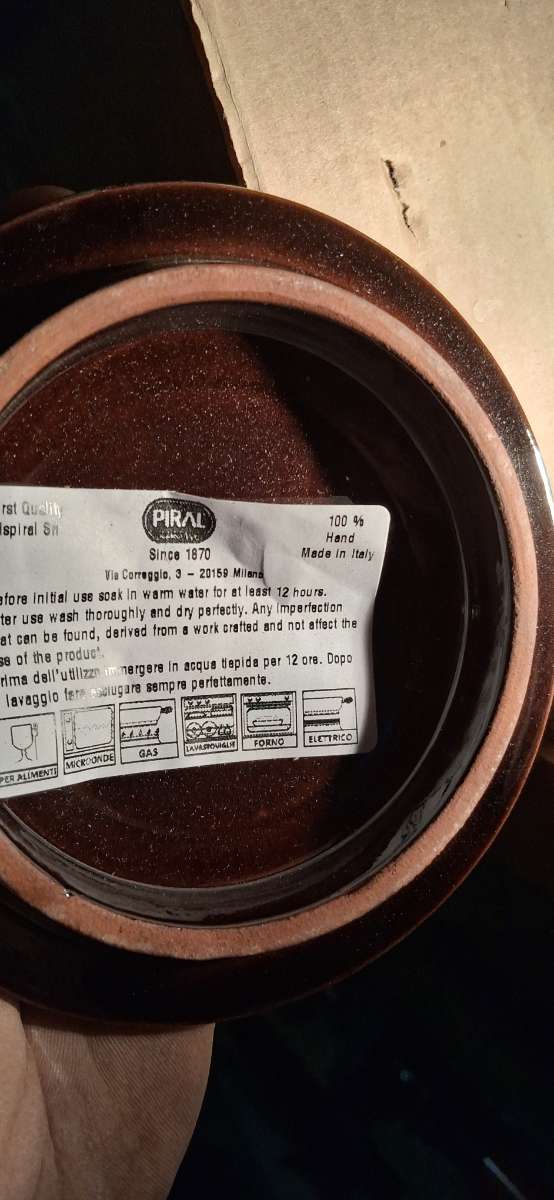 rst Quality
Ispiral Srl
PIRAL
Since 1870
100 %
Hand
Made in Italy
Via Correggio, 3 - 20159 Milano
efore initial use soak in warm water for at least 12 hours.
ter use wash thoroughly and dry perfectly. Any imperfection
at can be found, derived from a work crafted and not affect the
se of the product.
rima dell'utilizzo immergere in acqua tiepida per 12 ore. Dopo
lavaggio fare asciugare sempre perfettamente.
PER ALIMENTI
MICROONDE
GAS
LAVASTOVIGLIE
FORNO
ELETTRICO